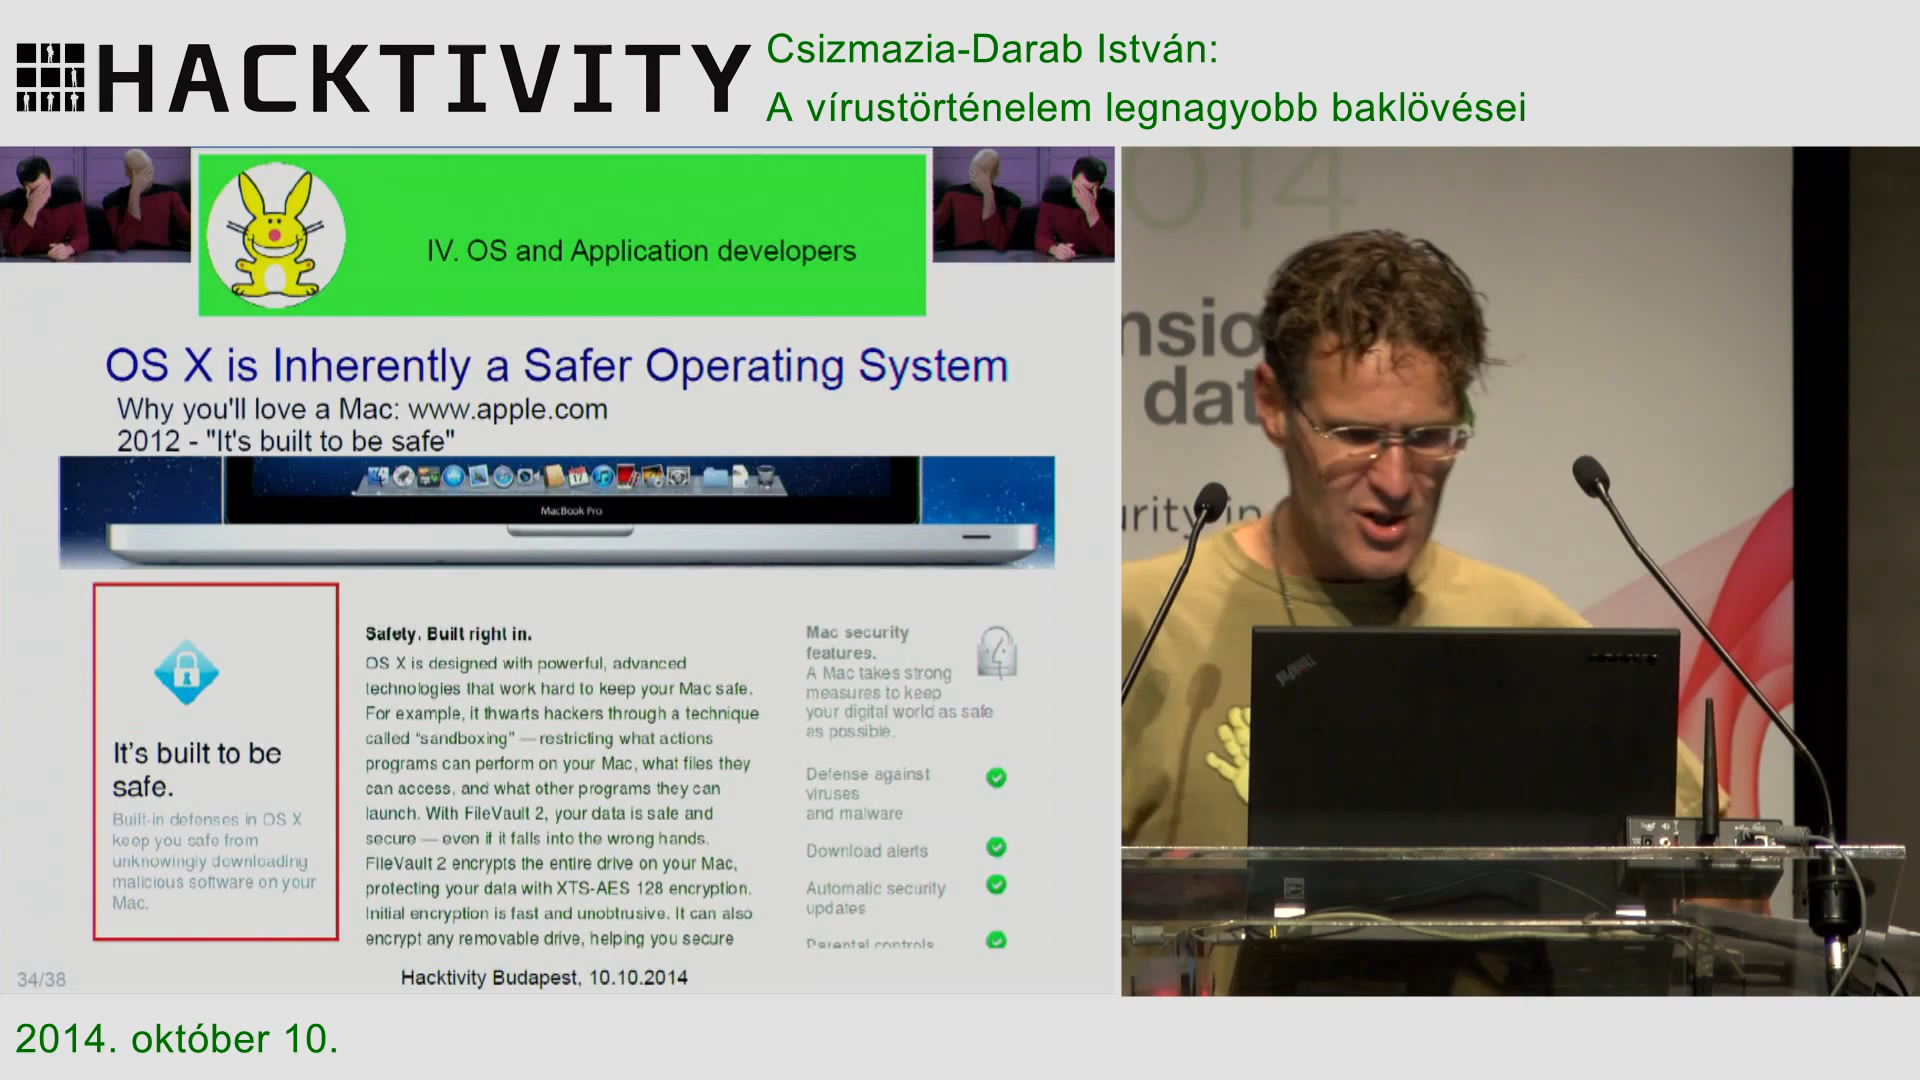 HACKTIVITY
Csizmazia-Darab István:
A vírustörténelem legnagyobb baklövései
IV. OS and Application developers
OS X is Inherently a Safer Operating System
Why you'll love a Mac: www.apple.com
2012 - "It's built to be safe"
MacBook Pro
It's built to be
safe.
Built-in defenses in OS X
keep you safe from
unknowingly downloading
malicious software on your
Mac.
Safety. Built right in.
OS X is designed with powerful, advanced
technologies that work hard to keep your Mac safe.
For example, it thwarts hackers through a technique
called "sandboxing" — restricting what actions
programs can perform on your Mac, what files they
can access, and what other programs they can
launch. With FileVault 2, your data is safe and
secure — even if it falls into the wrong hands.
FileVault 2 encrypts the entire drive on your Mac,
protecting your data with XTS-AES 128 encryption.
Initial encryption is fast and unobtrusive. It can also
encrypt any removable drive, helping you secure
Mac security
features.
A Mac takes strong
measures to keep
your digital world as safe
as possible.
Defense against
viruses
and malware
Download alerts
Automatic security
updates
Parental controls
34/38
Hacktivity Budapest, 10.10.2014
2014
nsio
dat
urity in
ThinkPad
2014. október 10.